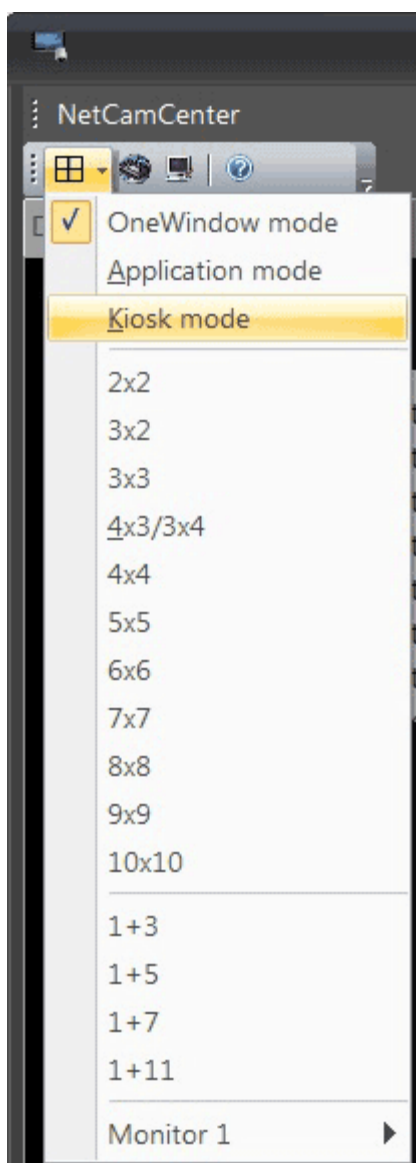 NetCamCenter
OneWindow mode
Application mode
Kiosk mode
2x2
3x2
3x3
4x3/3x4
4x4
5x5
6x6
7x7
8x8
9x9
10x10
1+3
1+5
1+7
1+11
Monitor 1